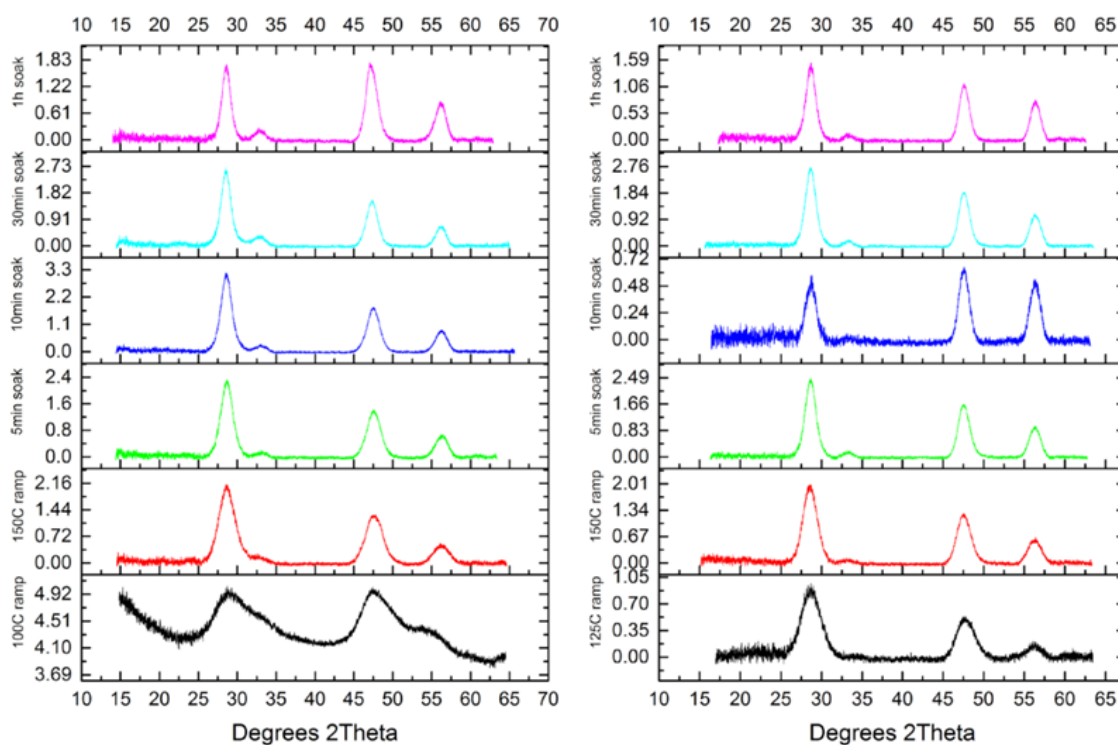 10 15 20 25 30 35 40 45 50 55 60 65 70
1h soak
1.83
1.22
0.61
0.00
30min soak
2.73
1.82
0.91
0.00
10min soak
3.3
2.2
1.1
0.0
5min soak
2.4
1.6
0.8
0.0
150C ramp
2.16
1.44
0.72
0.00
100C ramp
4.92
4.51
4.10
3.69
10 15 20 25 30 35 40 45 50 55 60 65 70
Degrees 2Theta
10 15 20 25 30 35 40 45 50 55 60 65
1h soak
1.59
1.06
0.53
0.00
30min soak
2.76
1.84
0.92
0.00
10min soak
0.72
0.48
0.24
0.00
5min soak
2.49
1.66
0.83
0.00
150C ramp
2.01
1.34
0.67
0.00
125C ramp
1.05
0.70
0.35
0.00
10 15 20 25 30 35 40 45 50 55 60 65
Degrees 2Theta